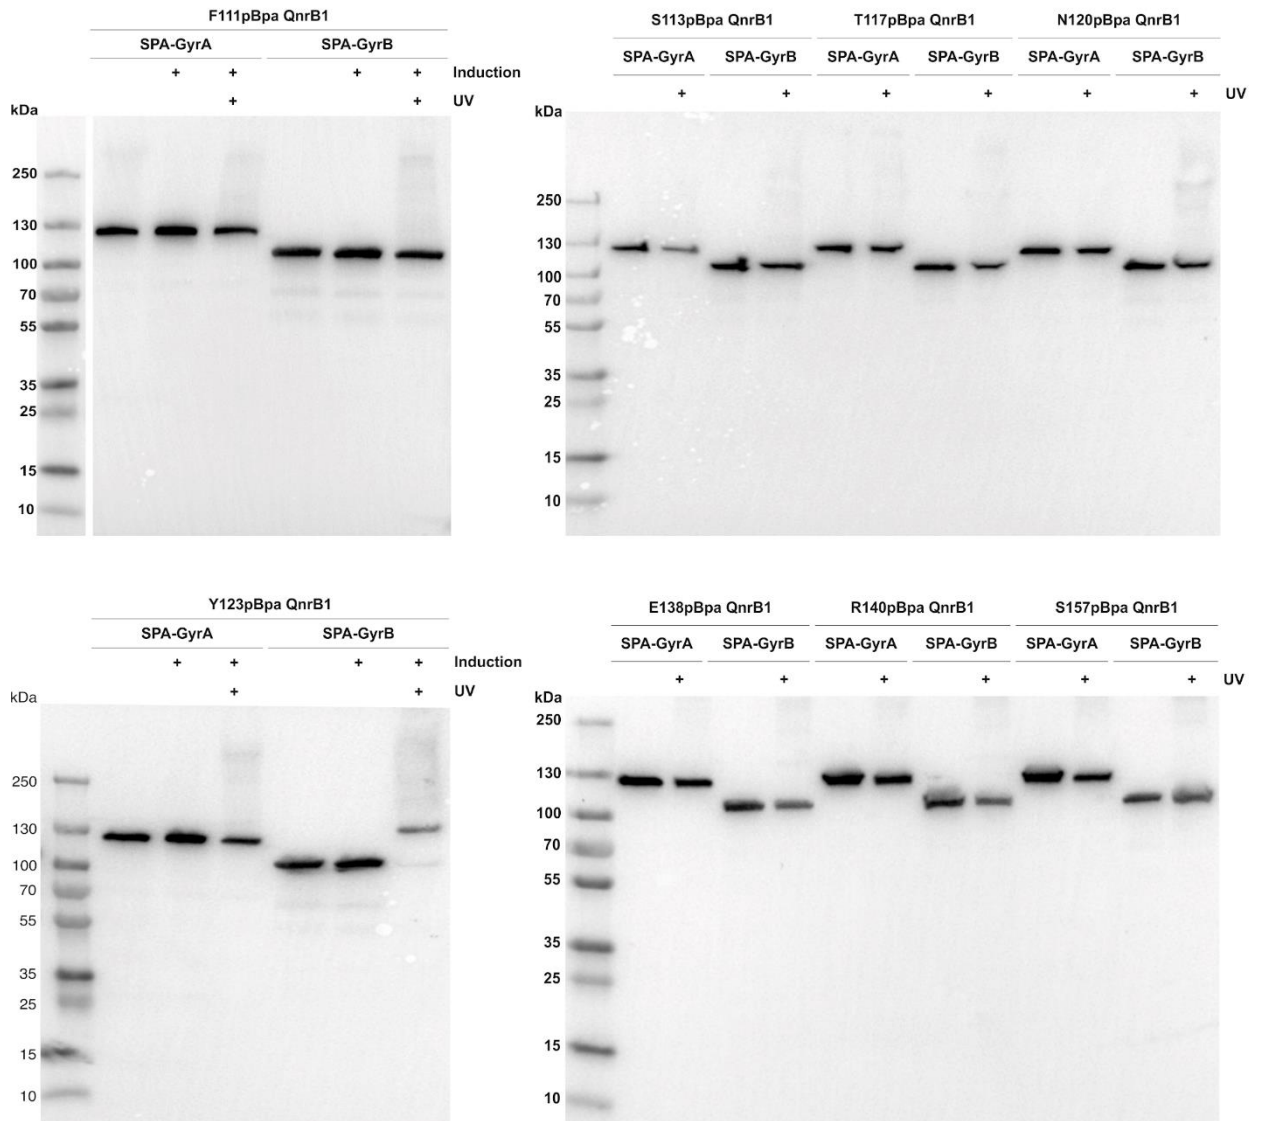 F111pBpa QnrB1
SPA-GyrA SPA-GyrB
+ + + + Induction
+ + UV
kDa
250
130
100
70
55
35
25
15
10
S113pBpa QnrB1 T117pBpa QnrB1 N120pBpa QnrB1
SPA-GyrA SPA-GyrB SPA-GyrA SPA-GyrB SPA-GyrA SPA-GyrB
+ + + + + + UV
kDa
250
130
100
70
55
35
25
15
10
Y123pBpa QnrB1
SPA-GyrA SPA-GyrB
+ + + + Induction
+ + UV
kDa
250
130
100
70
55
35
25
15
10
E138pBpa QnrB1 R140pBpa QnrB1 S157pBpa QnrB1
SPA-GyrA SPA-GyrB SPA-GyrA SPA-GyrB SPA-GyrA SPA-GyrB
+ + + + + + UV
kDa
250
130
100
70
55
35
25
15
10